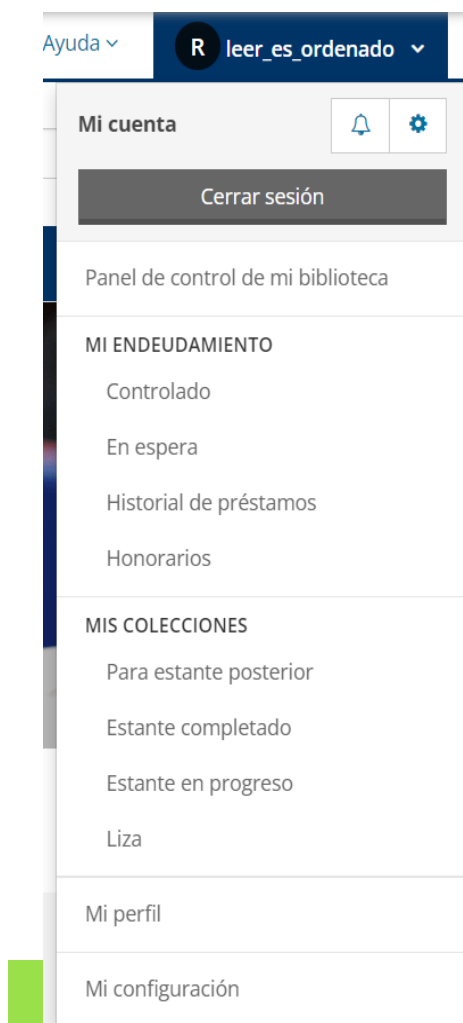 Ayuda
R leer_es_ordenado
Mi cuenta
Cerrar sesión
Panel de control de mi biblioteca
MI ENDEUDAMIENTO
Controlado
En espera
Historial de préstamos
Honorarios
MIS COLECCIONES
Para estante posterior
Estante completado
Estante en progreso
Liza
Mi perfil
Mi configuración